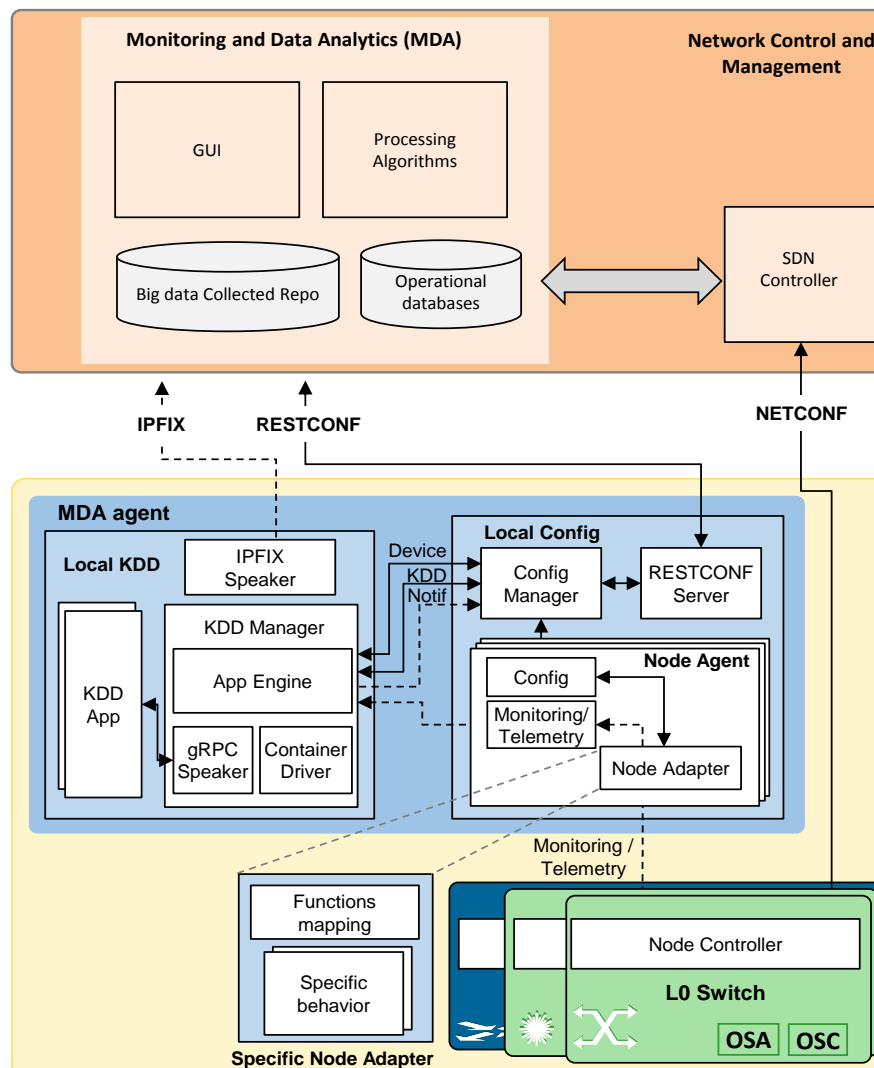 Monitoring and Data Analytics (MDA)
Network Control and
Management
GUI
Processing
Algorithms
Big data Collected Repo
Operational
databases
SDN
Controller
IPFIX
RESTCONF
NETCONF
MDA agent
Local KDD
IPFIX
Speaker
KDD
App
KDD Manager
App Engine
gRPC
Speaker
Container
Driver
Device
KDD
Notif
Local Config
Config
Manager
RESTCONF
Server
Node Agent
Config
Monitoring/
Telemetry
Node Adapter
Monitoring /
Telemetry
Functions
mapping
Specific
behavior
Specific Node Adapter
Node Controller
L0 Switch
OSA
OSC